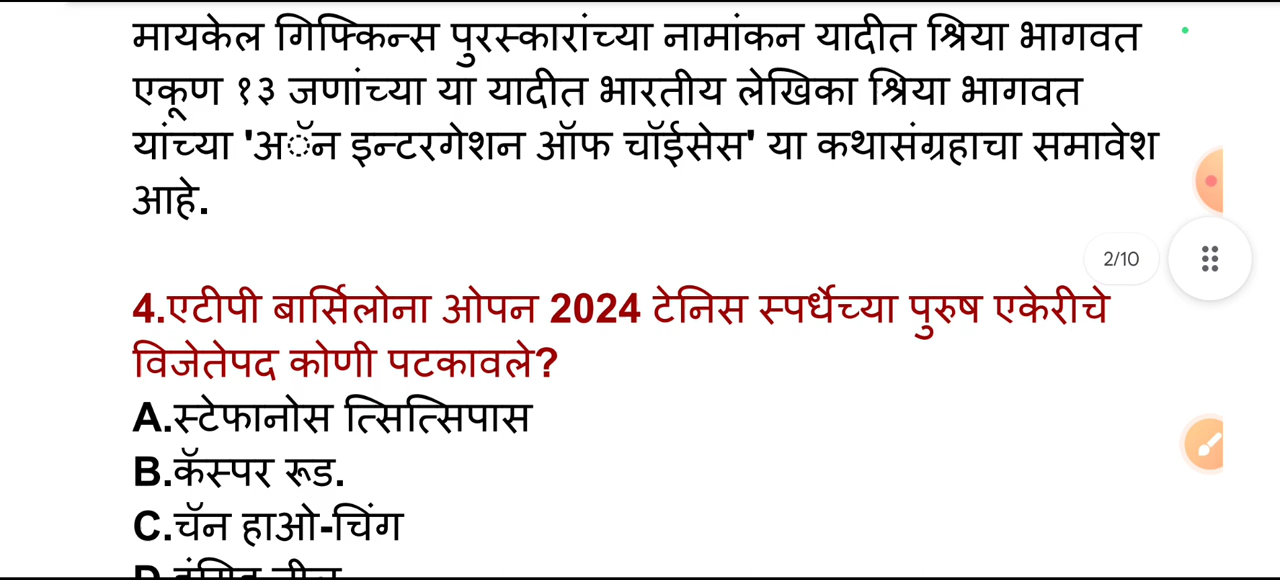 मायकेल गिफ्किन्स पुरस्कारांच्या नामांकन यादीत श्रिया भागवत
एकूण १३ जणांच्या या यादीत भारतीय लेखिका श्रिया भागवत
यांच्या 'अॅन इन्टरगेशन ऑफ चॉईसेस' या कथासंग्रहाचा समावेश
आहे.
2/10
4.एटीपी बार्सिलोना ओपन 2024 टेनिस स्पर्धेच्या पुरुष एकेरीचे
विजेतेपद कोणी पटकावले?
A.स्टेफानोस त्सित्सिपास
B.कॅस्पर रूड.
C.चॅन हाओ-चिंग